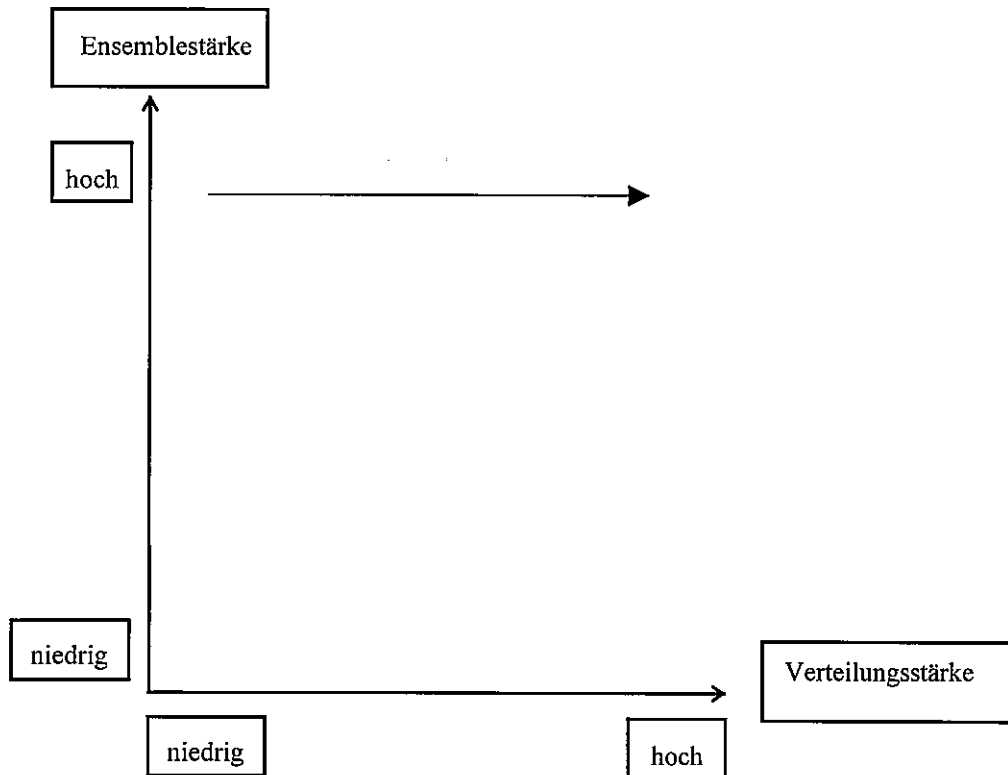 Ensemblestärke
hoch
niedrig
Verteilungsstärke
niedrig
hoch